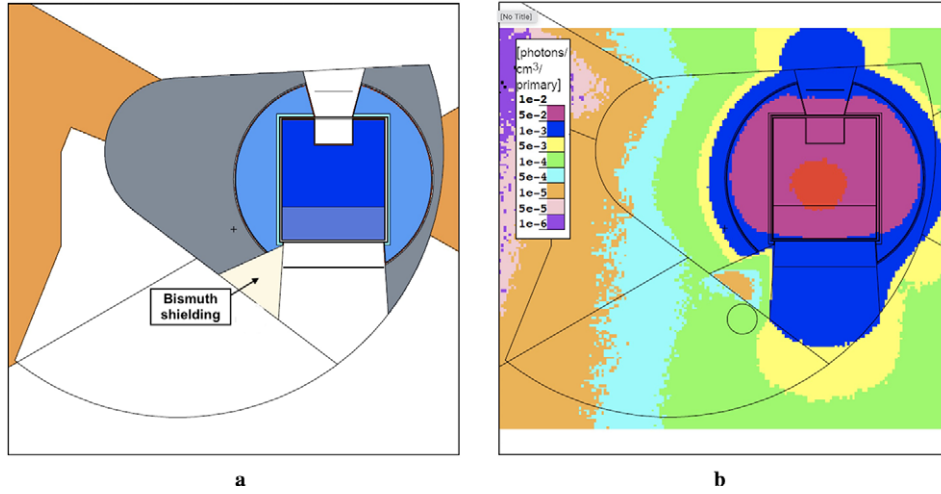 Bismuth
shielding
a
[No Title]
[photons/
cm3/
primary]
1e-2
5e-2
1e-3
5e-3
1e-4
5e-4
1e-5
5e-5
1e-6
b